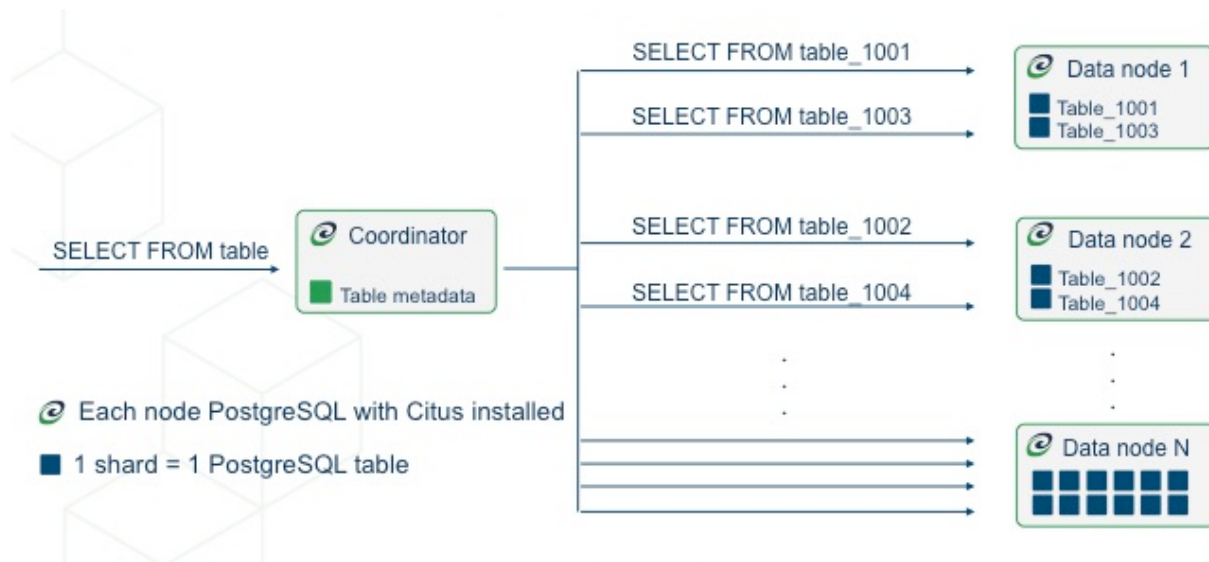 SELECT FROM table_1001
Data node 1
Table_1001
SELECT FROM table_1003
Table_1003
SELECT FROM table
Coordinator
Table metadata
SELECT FROM table_1002
Data node 2
Table_1002
SELECT FROM table_1004
Table_1004
Each node PostgreSQL with Citus installed
1 shard = 1 PostgreSQL table
Data node N